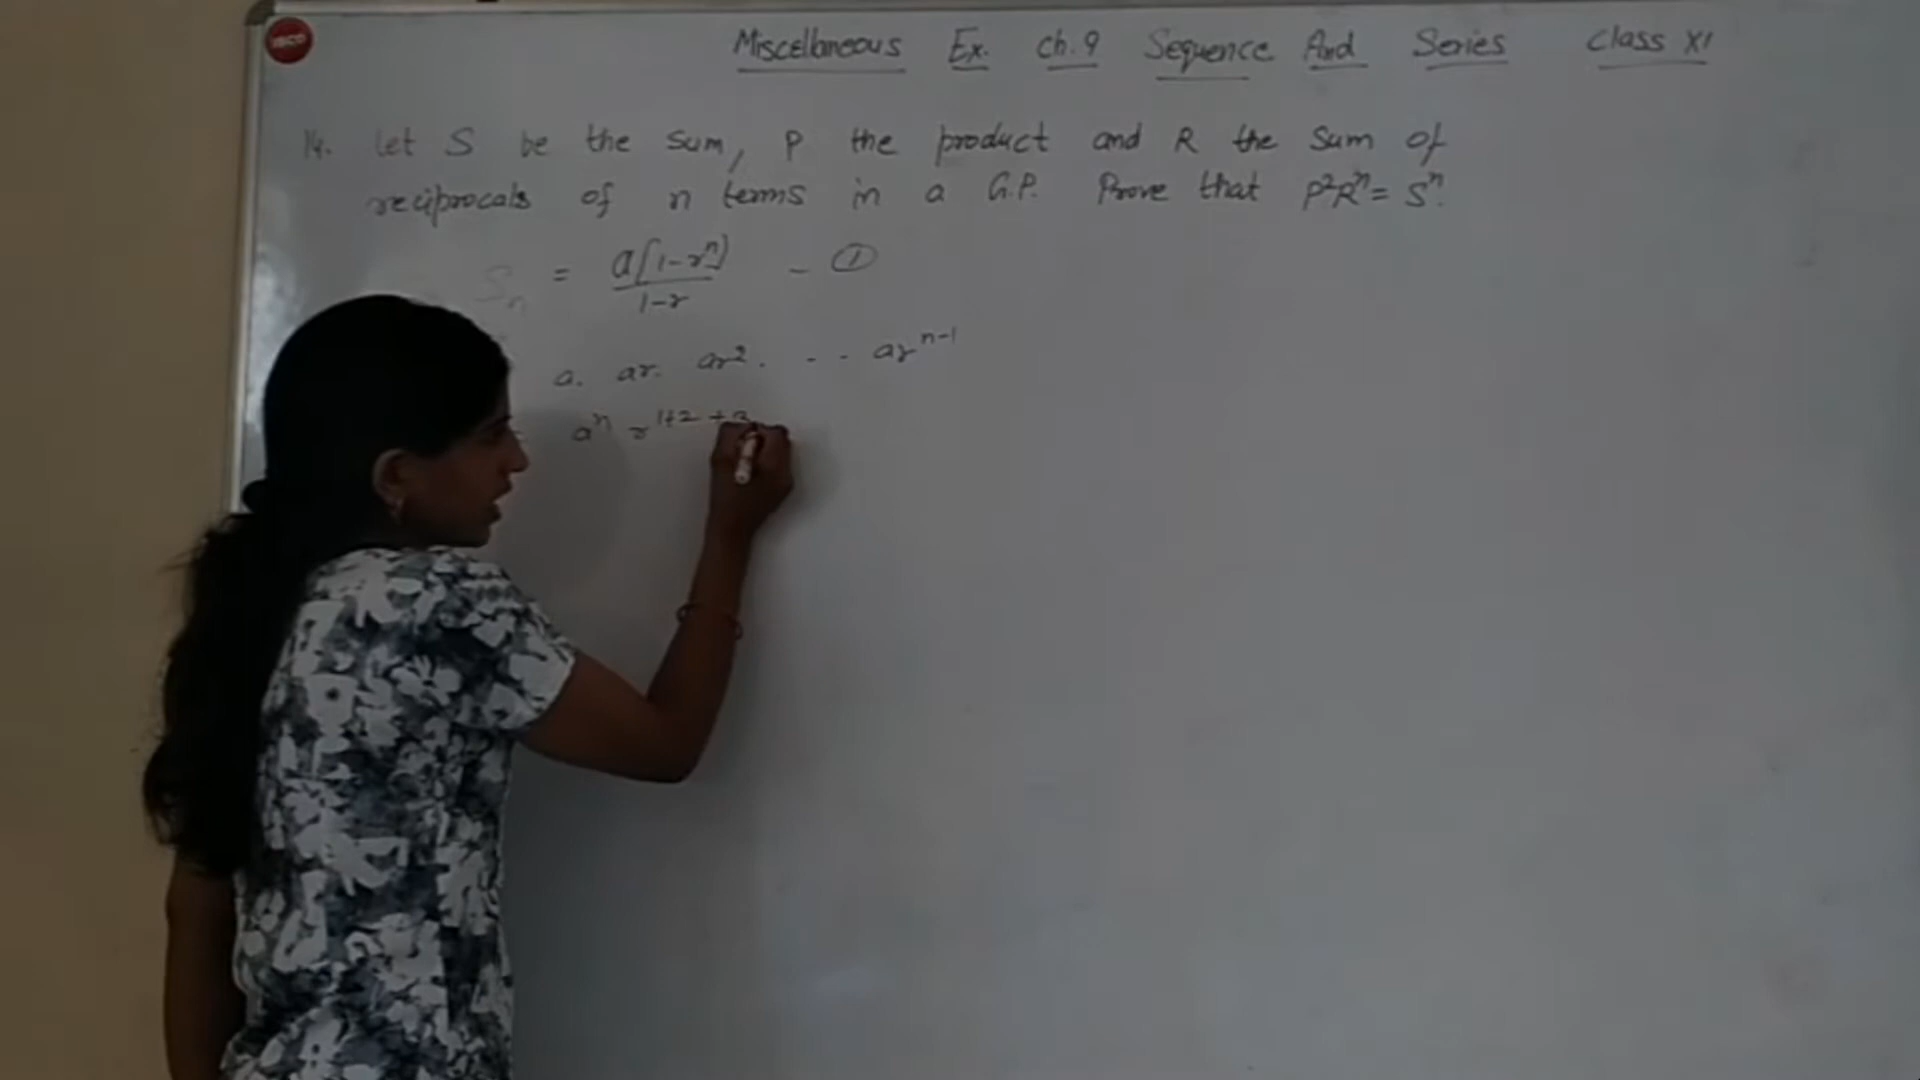 Miscellaneous Ex. Ch. 9 Sequence And Series Class XI
14. Let S be the sum, P the product and R the sum of
reciprocals of n terms in a G.P. Prove that P²Rⁿ = Sⁿ.
Sₙ = a(1-rⁿ)/1-r - ①
a. ar. ar². .. arⁿ⁻¹
aⁿ r¹⁺²⁺³